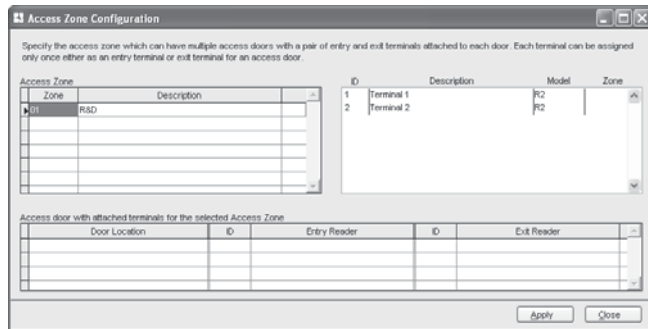 Access Zone Configuration
Specify the access zone which can have multiple access doors with a pair of entry and exit terminals attached to each door. Each terminal can be assigned
only once either as an entry terminal or exit terminal for an access door.
Access Zone
Zone Description
01 R&D
ID Description Model Zone
1 Terminal 1 R2
2 Terminal 2 R2
Access door with attached terminals for the selected Access Zone
Door Location ID Entry Reader ID Exit Reader
Apply Close